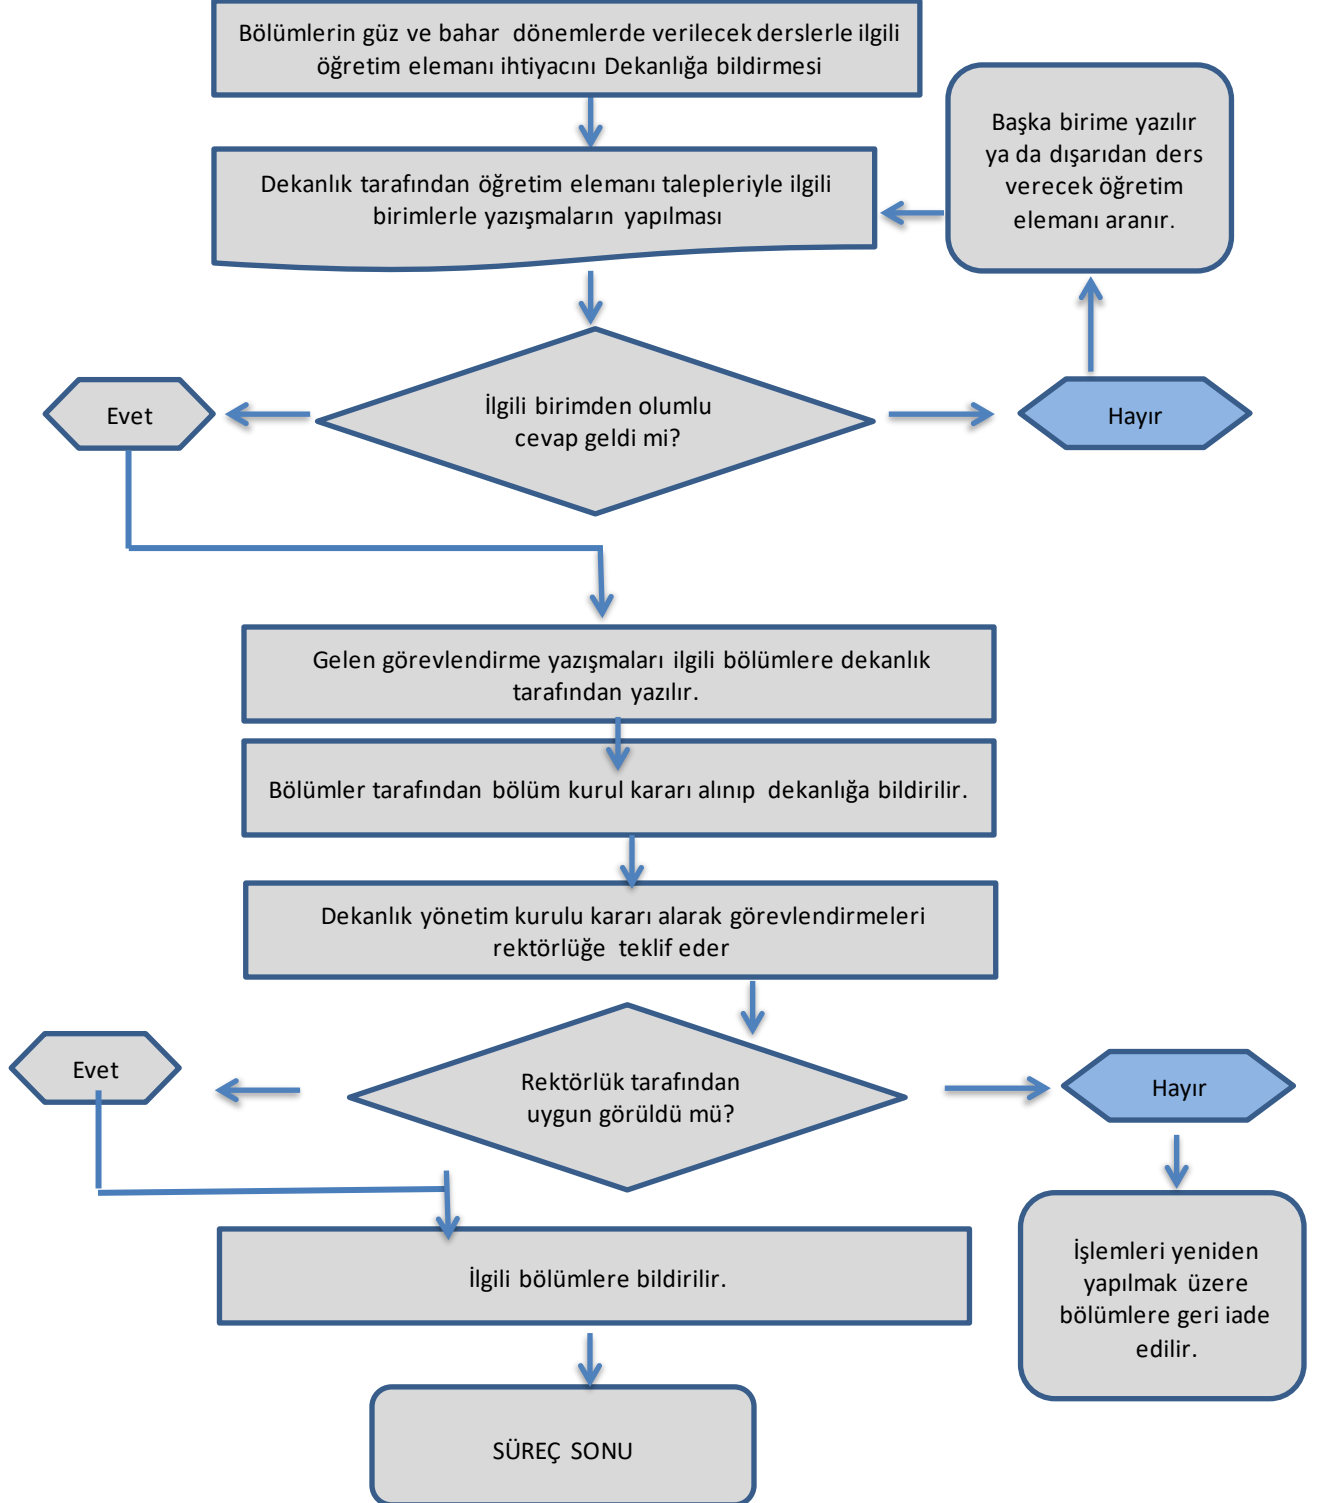 Bölümlerin güz ve bahar dönemlerde verilecek derslerle ilgili
öğretim elemanı ihtiyacını Dekanlığa bildirmesi
Başka birime yazılır
ya da dışarıdan ders
verecek öğretim
elemanı aranır.
Dekanlık tarafından öğretim elemanı talepleriyle ilgili
birimlerle yazışmaların yapılması
Evet
İlgili birimden olumlu
cevap geldi mi?
Hayır
Gelen görevlendirme yazışmaları ilgili bölümlere dekanlık
tarafından yazılır.
Bölümler tarafından bölüm kurul kararı alınıp dekanlığa bildirilir.
Dekanlık yönetim kurulu kararı alarak görevlendirmeleri
rektörlüğe teklif eder
Evet
Rektörlük tarafından
uygun görüldü mü?
Hayır
İlgili bölümlere bildirilir.
İşlemleri yeniden
yapılmak üzere
bölümlere geri iade
edilir.
SÜREÇ SONU